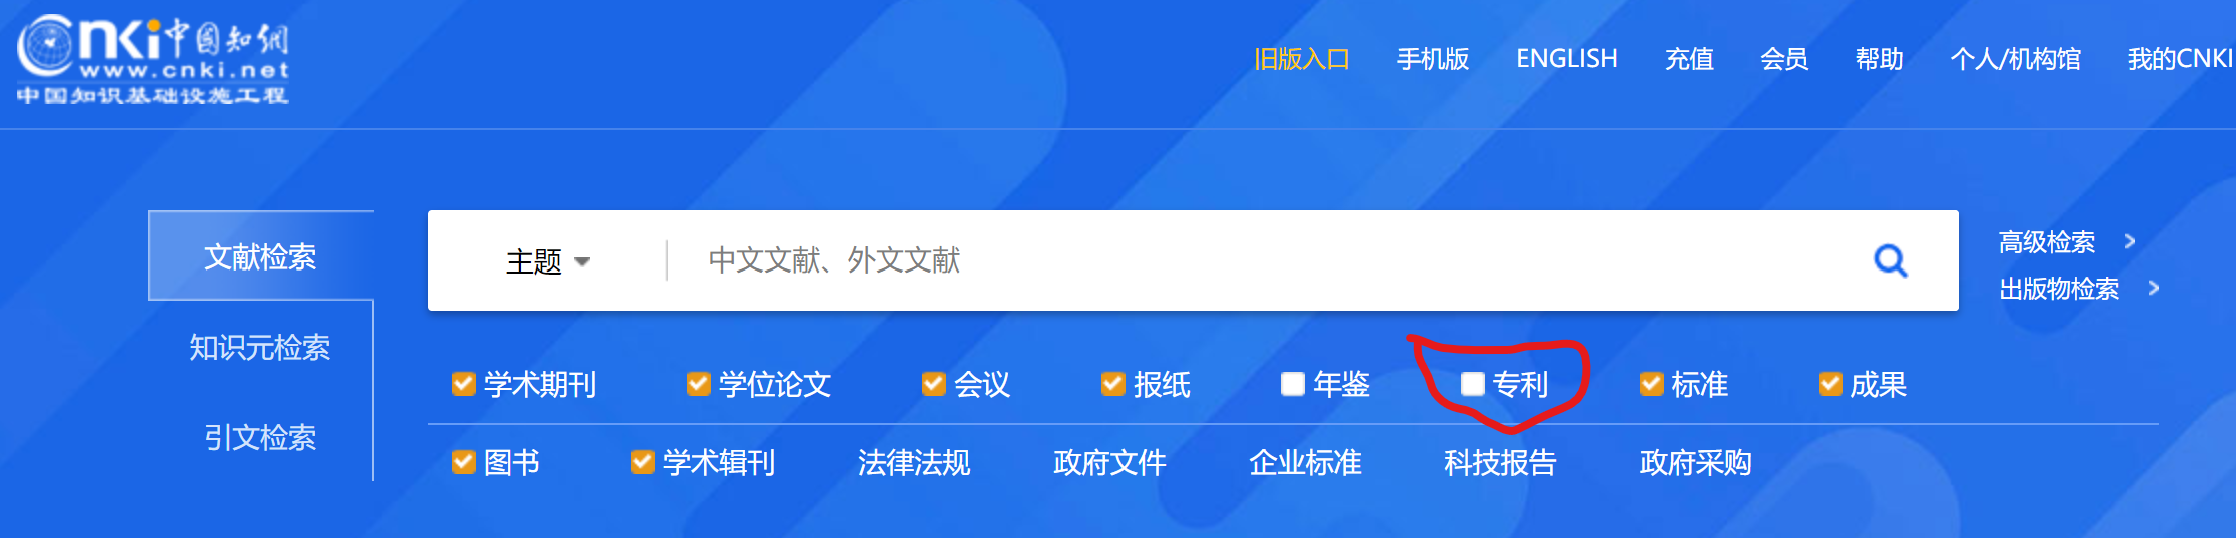 Cnki中国知网
www.cnki.net
中国知识基础设施工程
旧版入口 手机版 ENGLISH 充值 会员 帮助 个人/机构馆 我的CNKI
文献检索
知识元检索
引文检索
主题 中文文献、外文文献
高级检索 >
出版物检索 >
学术期刊 学位论文 会议 报纸 年鉴 专利 标准 成果
图书 学术辑刊 法律法规 政府文件 企业标准 科技报告 政府采购